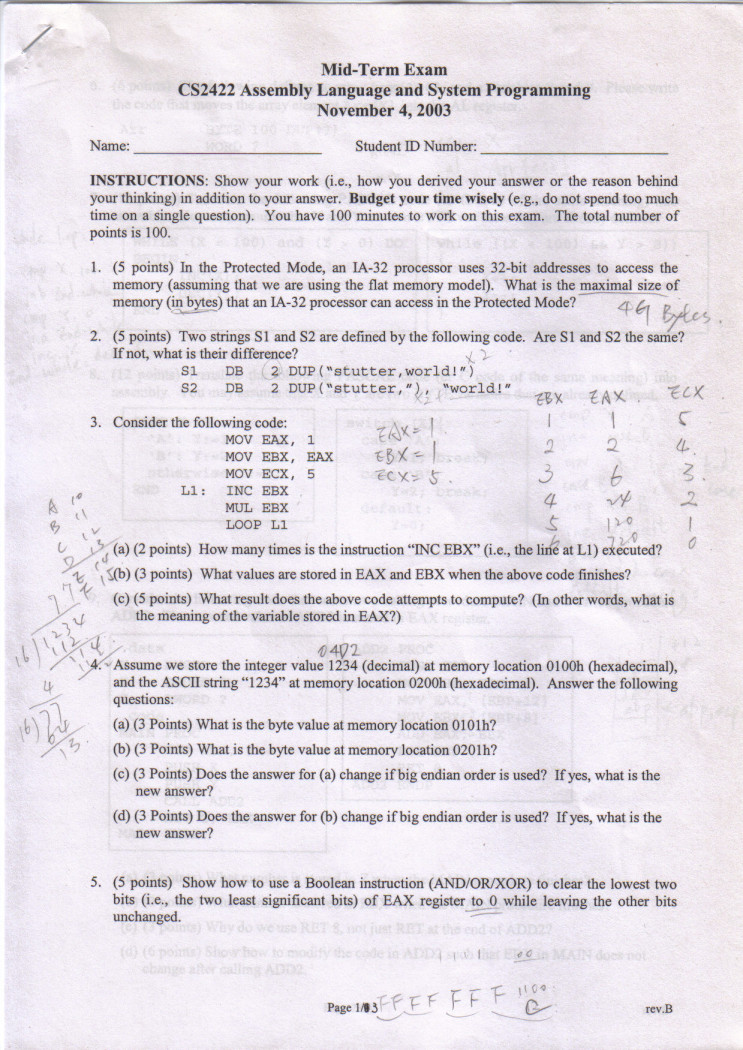 Mid-Term Exam
CS2422 Assembly Language and System Programming
November 4, 2003
Name: ____________________ Student ID Number: ____________________
INSTRUCTIONS: Show your work (i.e., how you derived your answer or the reason behind
your thinking) in addition to your answer. Budget your time wisely (e.g., do not spend too much
time on a single question). You have 100 minutes to work on this exam. The total number of
points is 100.
1. (5 points) In the Protected Mode, an IA-32 processor uses 32-bit addresses to access the
memory (assuming that we are using the flat memory model). What is the maximal size of
memory (in bytes) that an IA-32 processor can access in the Protected Mode?
4G Bytes.
2. (5 points) Two strings S1 and S2 are defined by the following code. Are S1 and S2 the same?
If not, what is their difference?
x2
S1 DB 2 DUP("stutter,world!")
S2 DB 2 DUP("stutter,"), "world!"
EBX EAX ECX
1 1 5
2 2 4.
3 6 3.
4 24 2
5 120 1
6 720 0
3. Consider the following code:
MOV EAX, 1
MOV EBX, EAX
MOV ECX, 5
L1: INC EBX
MUL EBX
LOOP L1
EAX = 1.
EBX = 1
ECX = 5.
(a) (2 points) How many times is the instruction "INC EBX" (i.e., the line at L1) executed?
(b) (3 points) What values are stored in EAX and EBX when the above code finishes?
(c) (5 points) What result does the above code attempts to compute? (In other words, what is
the meaning of the variable stored in EAX?)
A 10
B 11
C 12
D 13
E 14
F 15
77
16)1234
112
114
4
16)77
64
13.
04D2
4. Assume we store the integer value 1234 (decimal) at memory location 0100h (hexadecimal),
and the ASCII string "1234" at memory location 0200h (hexadecimal). Answer the following
questions:
(a) (3 Points) What is the byte value at memory location 0101h?
(b) (3 Points) What is the byte value at memory location 0201h?
(c) (3 Points) Does the answer for (a) change if big endian order is used? If yes, what is the
new answer?
(d) (3 Points) Does the answer for (b) change if big endian order is used? If yes, what is the
new answer?
5. (5 points) Show how to use a Boolean instruction (AND/OR/XOR) to clear the lowest two
bits (i.e., the two least significant bits) of EAX register to 0 while leaving the other bits
unchanged.
1 1 00
FFFF FFF 1100
C
Page 1/3
rev.B